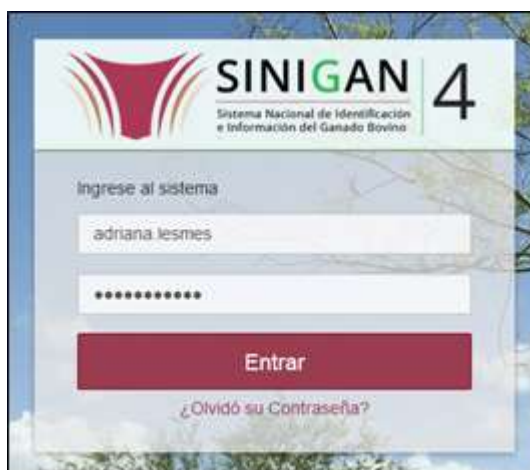 SINIGAN 4
Sistema Nacional de Identificación
e Información del Ganado Bovino
Ingrese al sistema
adriana.lesmes
•••••••••••
Entrar
¿Olvidó su Contraseña?